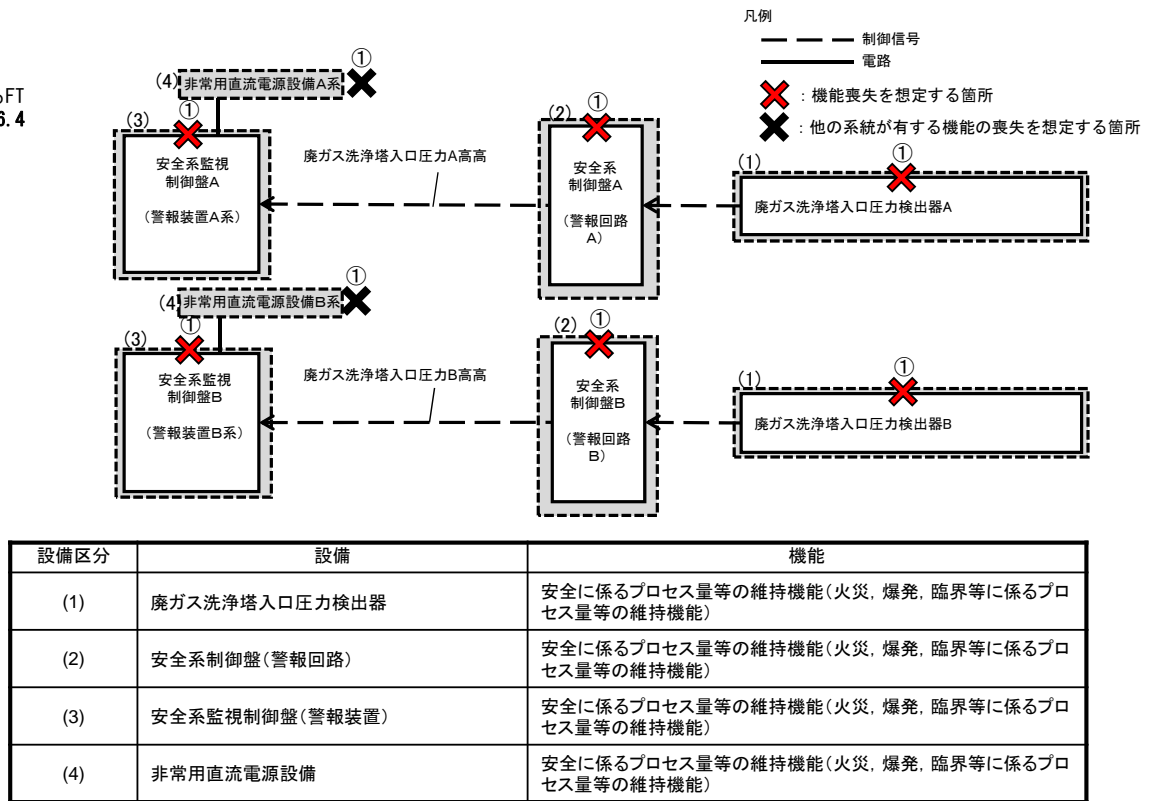 凡例
制御信号
電路
：機能喪失を想定する箇所
：他の系統が有する機能の喪失を想定する箇所
FT
6.4
①
(4) 非常用直流電源設備A系
(3)
①
安全系監視
制御盤A
(警報装置A系)
廃ガス洗浄塔入口圧力A高高
(2)
①
安全系
制御盤A
(警報回路
A)
(1)
①
廃ガス洗浄塔入口圧力検出器A
①
(4) 非常用直流電源設備B系
(3)
①
安全系監視
制御盤B
(警報装置B系)
廃ガス洗浄塔入口圧力B高高
(2)
①
安全系
制御盤B
(警報回路
B)
(1)
①
廃ガス洗浄塔入口圧力検出器B
設備区分 設備 機能
(1) 廃ガス洗浄塔入口圧力検出器 安全に係るプロセス量等の維持機能(火災, 爆発, 臨界等に係るプロ
セス量等の維持機能)
(2) 安全系制御盤(警報回路) 安全に係るプロセス量等の維持機能(火災, 爆発, 臨界等に係るプロ
セス量等の維持機能)
(3) 安全系監視制御盤(警報装置) 安全に係るプロセス量等の維持機能(火災, 爆発, 臨界等に係るプロ
セス量等の維持機能)
(4) 非常用直流電源設備 安全に係るプロセス量等の維持機能(火災, 爆発, 臨界等に係るプロ
セス量等の維持機能)